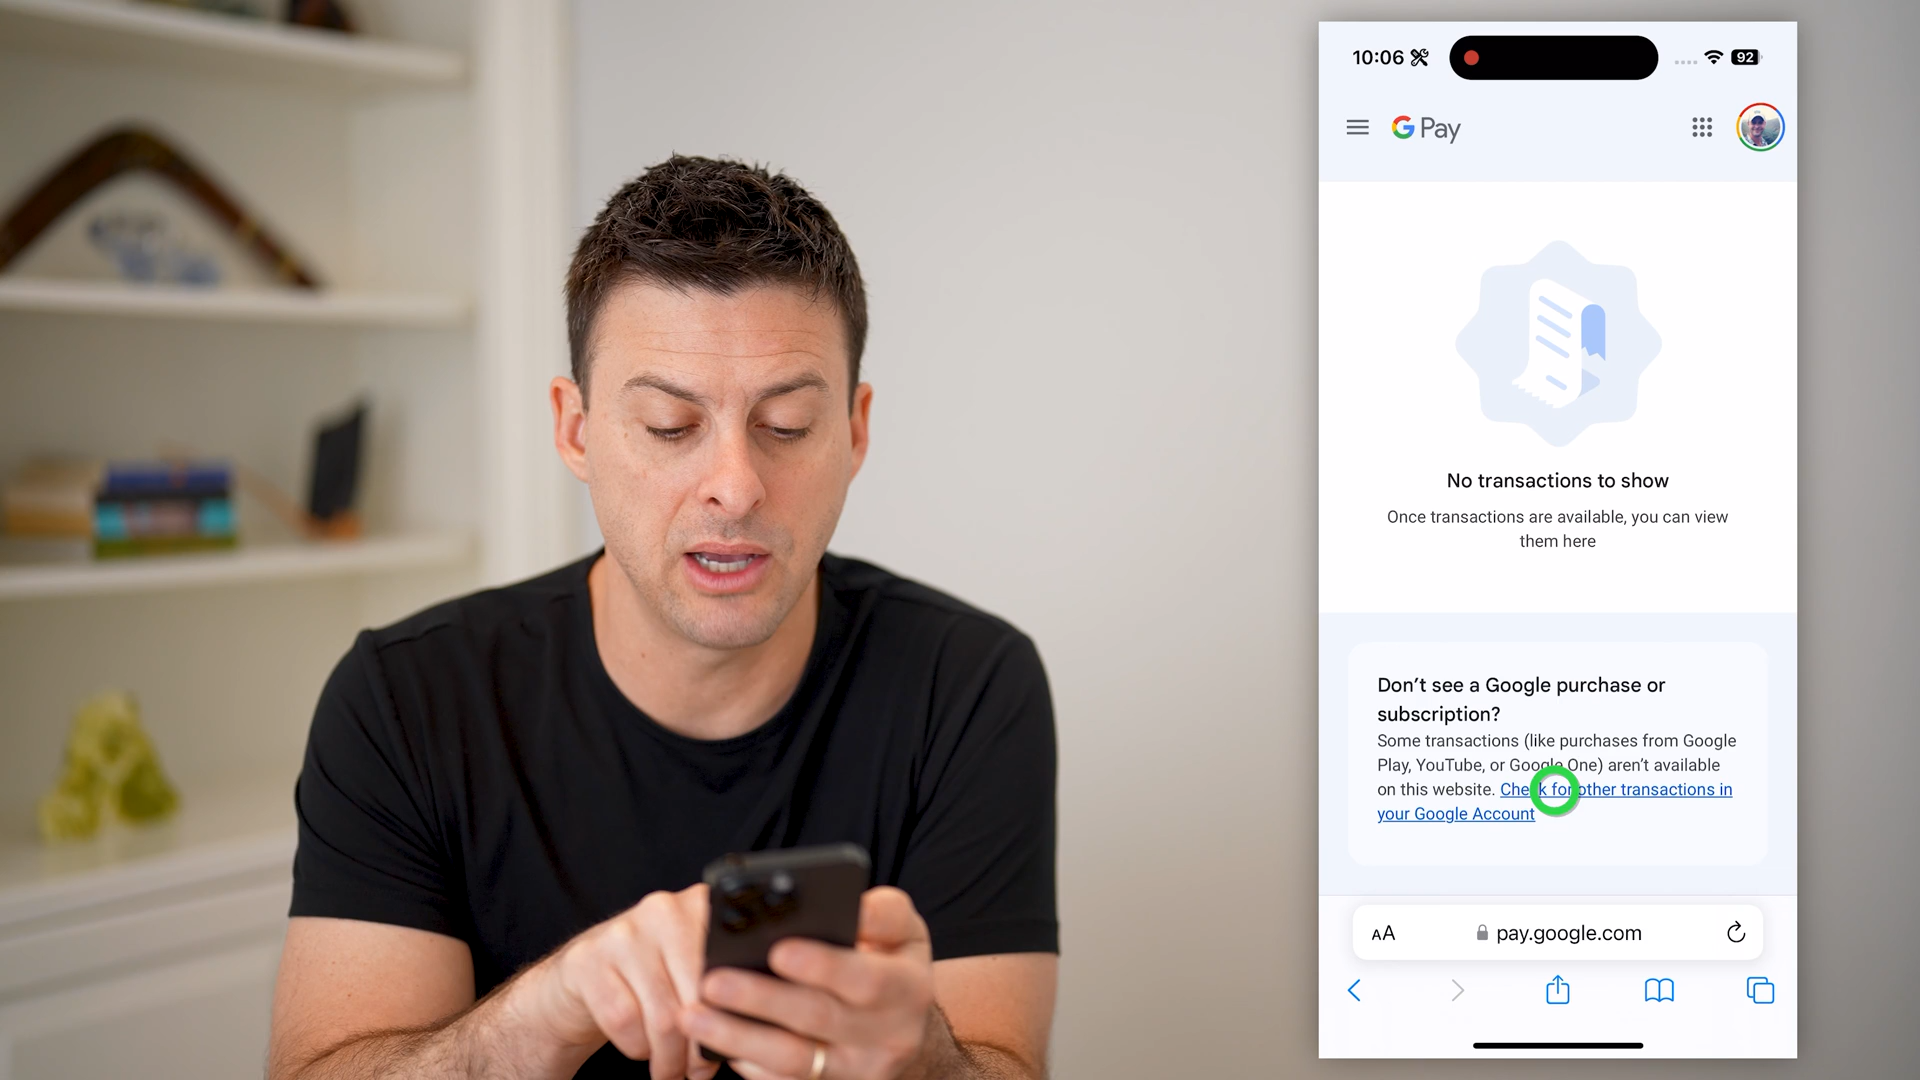 10:06
92
G Pay
No transactions to show
Once transactions are available, you can view
them here
Don't see a Google purchase or
subscription?
Some transactions (like purchases from Google
Play, YouTube, or Google One) aren't available
on this website. Check for other transactions in
your Google Account
AA
pay.google.com